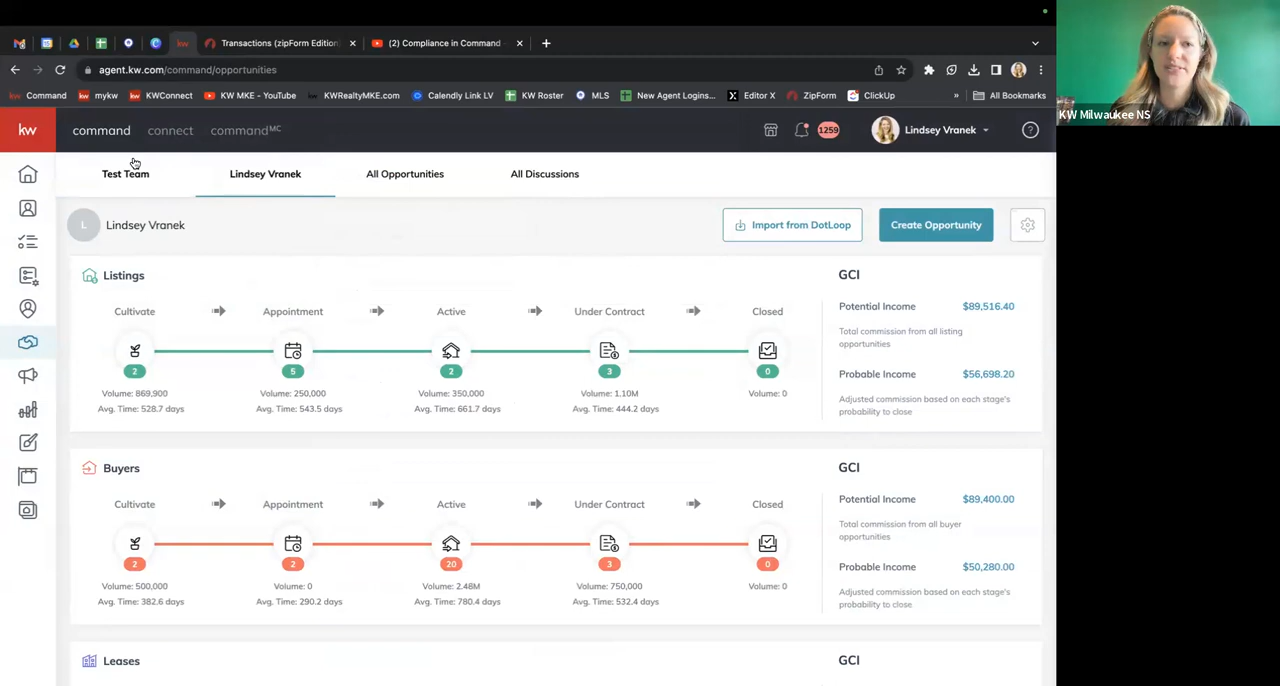 Transactions (zipForm Edition)
(2) Compliance in Command -
agent.kw.com/command/opportunities
Command
mykw
KWConnect
KW MKE - YouTube
KWRealtyMKE.com
Calendly Link LV
KW Roster
MLS
New Agent Logins...
Editor X
ZipForm
ClickUp
»
All Bookmarks
KW Milwaukee NS
kw
command
connect
commandMC
1259
Lindsey Vranek
Test Team
Lindsey Vranek
All Opportunities
All Discussions
L
Lindsey Vranek
Import from DotLoop
Create Opportunity
Listings
GCI
Cultivate
Appointment
Active
Under Contract
Closed
Potential Income
$89,516.40
Total commission from all listing
opportunities
2
5
2
3
0
Probable Income
$56,698.20
Volume: 869,900
Volume: 250,000
Volume: 350,000
Volume: 1.10M
Volume: 0
Adjusted commission based on each stage's
probability to close
Avg. Time: 528.7 days
Avg. Time: 543.5 days
Avg. Time: 661.7 days
Avg. Time: 444.2 days
Buyers
GCI
Cultivate
Appointment
Active
Under Contract
Closed
Potential Income
$89,400.00
Total commission from all buyer
opportunities
2
2
20
3
0
Probable Income
$50,280.00
Volume: 500,000
Volume: 0
Volume: 2.48M
Volume: 750,000
Volume: 0
Adjusted commission based on each stage's
probability to close
Avg. Time: 382.6 days
Avg. Time: 290.2 days
Avg. Time: 780.4 days
Avg. Time: 532.4 days
Leases
GCI